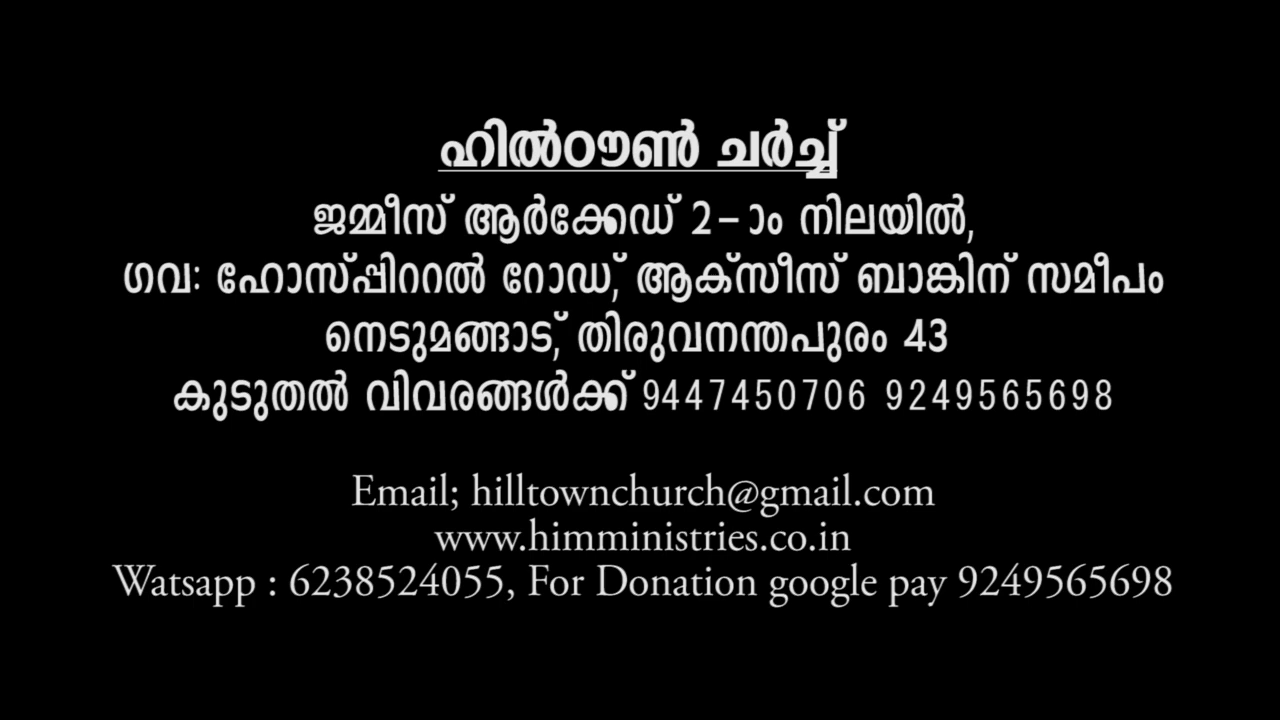 ഹിൽഠൗൺ ചർച്ച്
ജമ്മീസ് ആർക്കേഡ് 2-ാം നിലയിൽ,
ഗവ: ഹോസ്പിററൽ റോഡ്, ആക്സീസ് ബാങ്കിന് സമീപം
നെടുമങ്ങാട്, തിരുവനന്തപുരം 43
കുടുതൽ വിവരങ്ങൾക്ക് 9447450706 9249565698
Email; hilltownchurch@gmail.com
www.himministries.co.in
Watsapp : 6238524055, For Donation google pay 9249565698